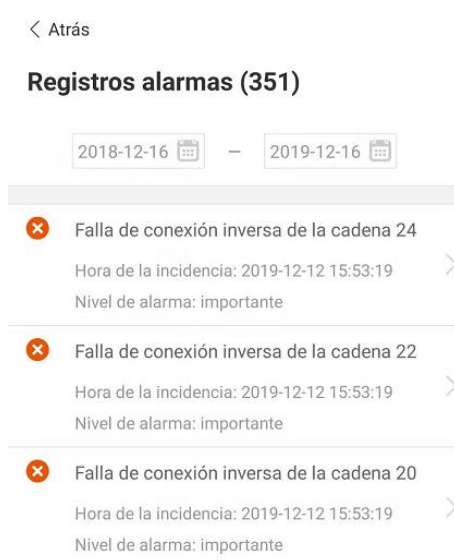 Atrás
Registros alarmas (351)
2018-12-16 – 2019-12-16
Falla de conexión inversa de la cadena 24
Hora de la incidencia: 2019-12-12 15:53:19
Nivel de alarma: importante
Falla de conexión inversa de la cadena 22
Hora de la incidencia: 2019-12-12 15:53:19
Nivel de alarma: importante
Falla de conexión inversa de la cadena 20
Hora de la incidencia: 2019-12-12 15:53:19
Nivel de alarma: importante